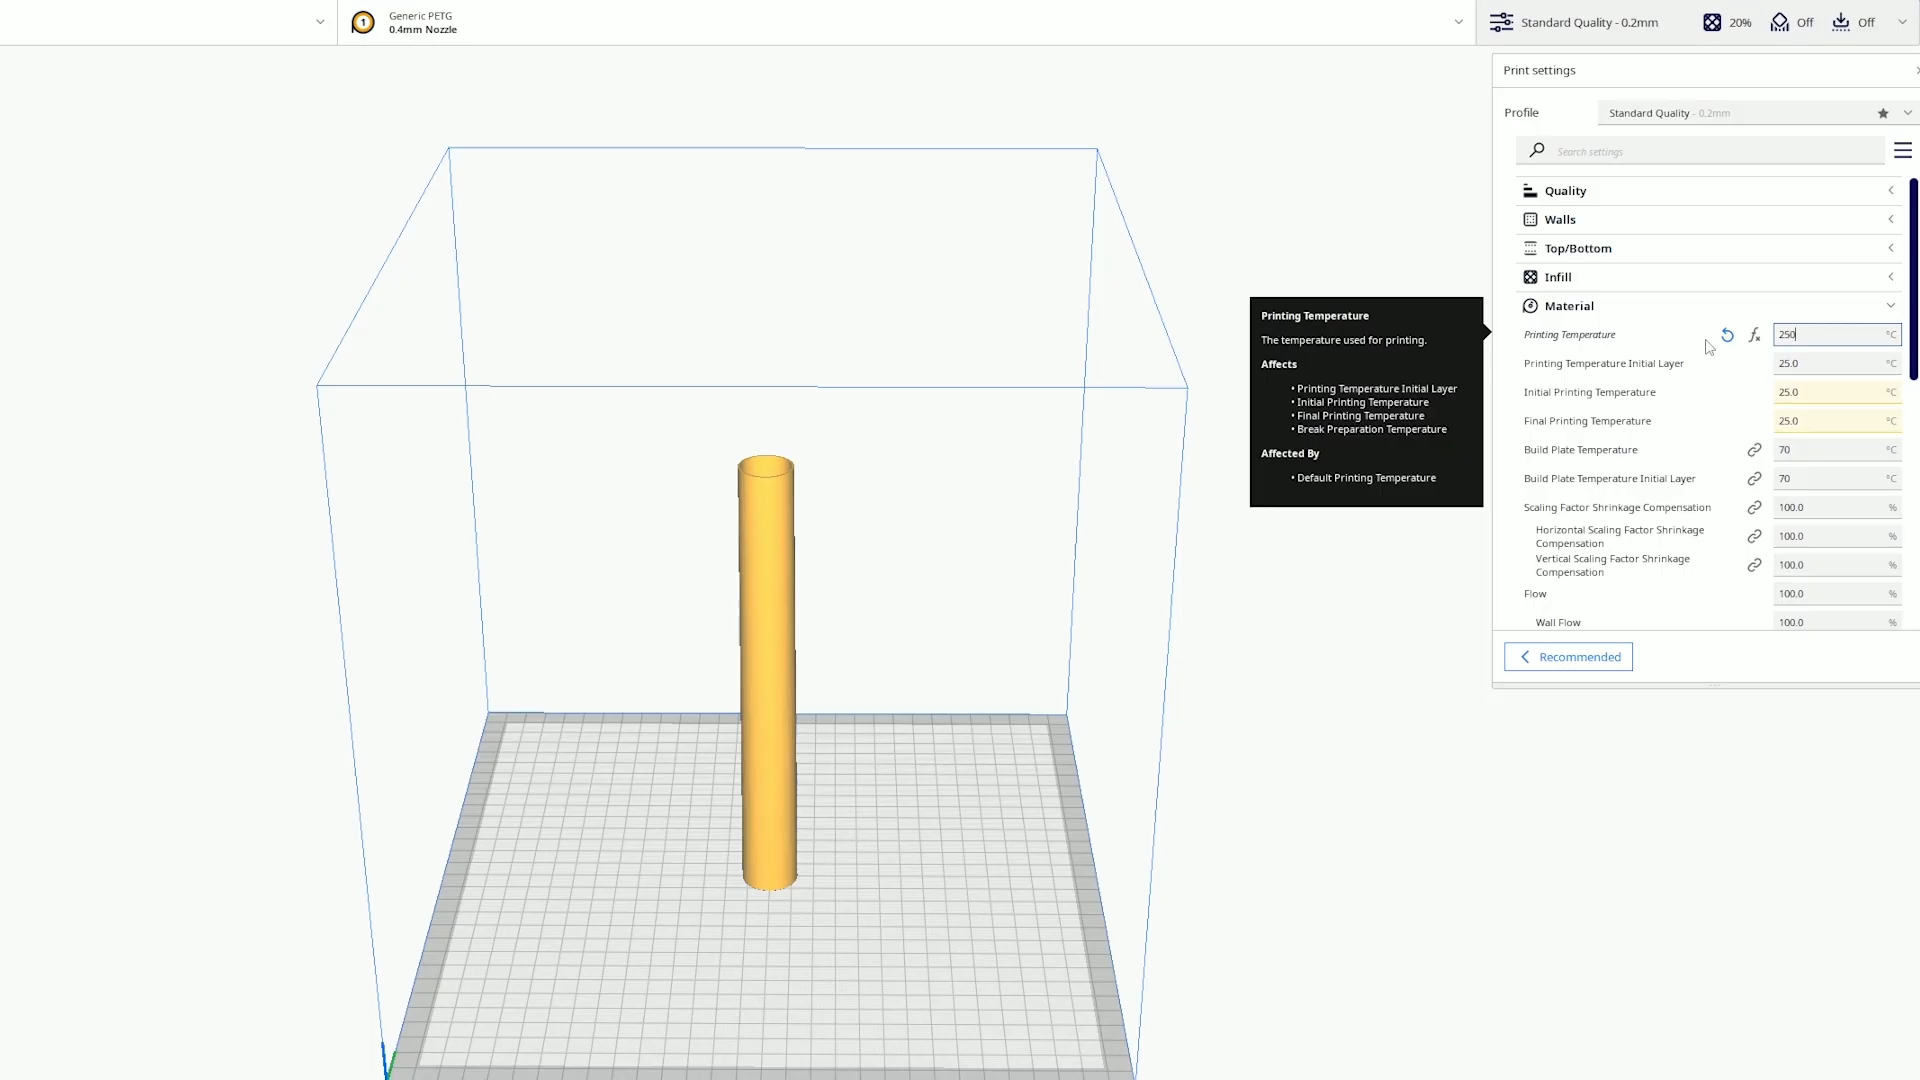 1
Generic PETG
0.4mm Nozzle
Standard Quality - 0.2mm
20%
Off
Off
Print settings
Profile
Standard Quality - 0.2mm
Search settings
Quality
Walls
Top/Bottom
Infill
Material
Printing Temperature
250
°C
Printing Temperature Initial Layer
25.0
°C
Initial Printing Temperature
25.0
°C
Final Printing Temperature
25.0
°C
Build Plate Temperature
70
°C
Build Plate Temperature Initial Layer
70
°C
Scaling Factor Shrinkage Compensation
100.0
%
Horizontal Scaling Factor Shrinkage
Compensation
100.0
%
Vertical Scaling Factor Shrinkage
Compensation
100.0
%
Flow
100.0
%
Wall Flow
100.0
%
Recommended
Printing Temperature
The temperature used for printing.
Affects
• Printing Temperature Initial Layer
• Initial Printing Temperature
• Final Printing Temperature
• Break Preparation Temperature
Affected By
• Default Printing Temperature